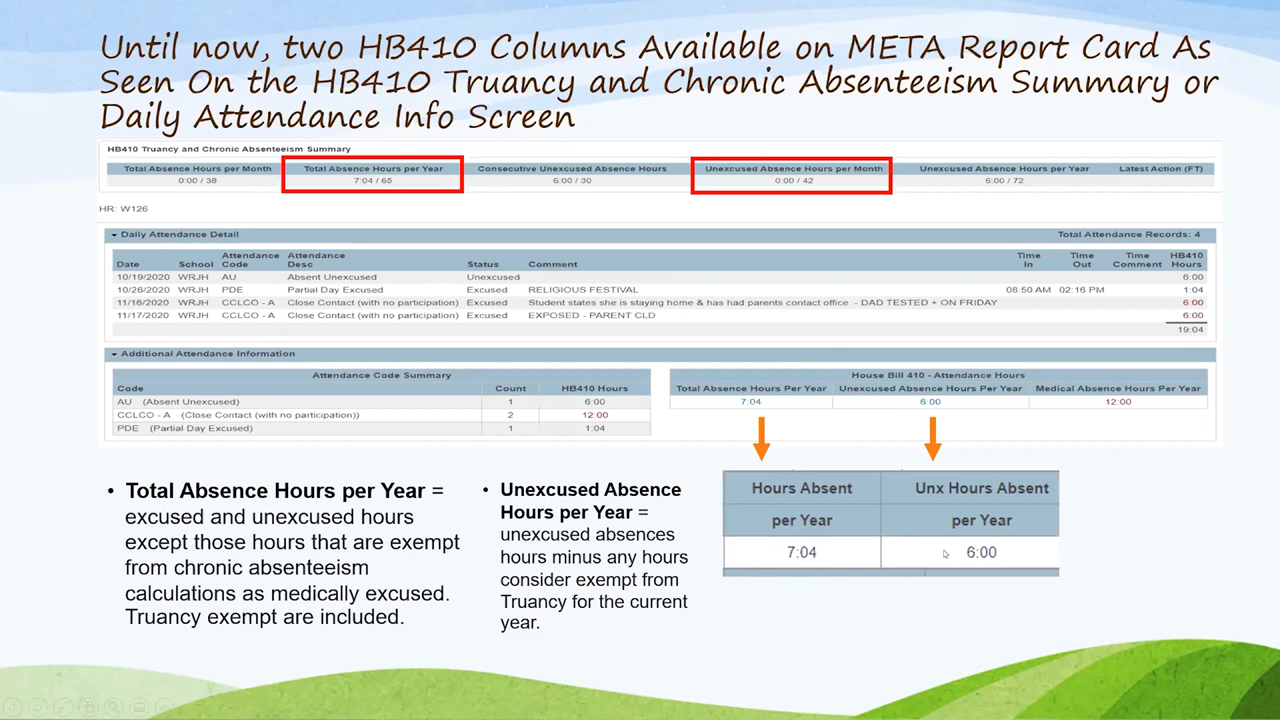 Until now, two HB410 Columns Available on META Report Card As
Seen On the HB410 Truancy and Chronic Absenteeism Summary or
Daily Attendance Info Screen
HB410 Truancy and Chronic Absenteeism Summary
Total Absence Hours per Month Total Absence Hours per Year Consecutive Unexcused Absence Hours Unexcused Absence Hours per Month Unexcused Absence Hours per Year Latest Action (FT)
0:00 / 38 7:04 / 65 6:00 / 30 0:00 / 42 6:00 / 72
HR: W126
Daily Attendance Detail Total Attendance Records: 4
Date School Attendance Code Attendance Desc Status Comment Time In Time Out Time Comment HB410 Hours
10/19/2020 WRJH AU Absent Unexcused Unexcused 6:00
10/26/2020 WRJH PDE Partial Day Excused Excused RELIGIOUS FESTIVAL 08:50 AM 02:16 PM 1:04
11/16/2020 WRJH CCLCO - A Close Contact (with no participation) Excused Student states she is staying home & has had parents contact office. - DAD TESTED + ON FRIDAY 6:00
11/17/2020 WRJH CCLCO - A Close Contact (with no participation) Excused EXPOSED - PARENT CLD 6:00
19:04
Additional Attendance Information
Attendance Code Summary
Code Count HB410 Hours
AU (Absent Unexcused) 1 6:00
CCLCO - A (Close Contact (with no participation)) 2 12:00
PDE (Partial Day Excused) 1 1:04
House Bill 410 - Attendance Hours
Total Absence Hours Per Year Unexcused Absence Hours Per Year Medical Absence Hours Per Year
7:04 6:00 12:00
• Total Absence Hours per Year =
excused and unexcused hours
except those hours that are exempt
from chronic absenteeism
calculations as medically excused.
Truancy exempt are included.
• Unexcused Absence
Hours per Year =
unexcused absences
hours minus any hours
consider exempt from
Truancy for the current
year.
Hours Absent Unx Hours Absent
per Year per Year
7:04 6:00